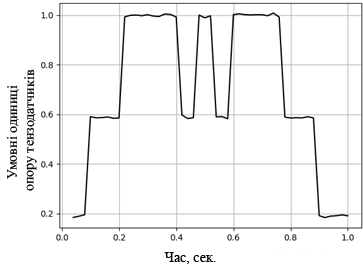 Умовні одиниці
опору тензодатчиків
1.0
0.8
0.6
0.4
0.2
0.0 0.2 0.4 0.6 0.8 1.0
Час, сек.